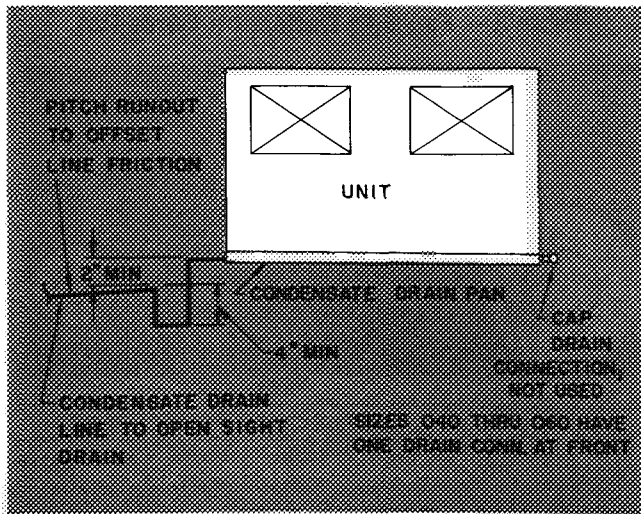 PITCH RUNOUT
TO OFFSET
LINE FRICTION
UNIT
2" MIN
CONDENSATE DRAIN PAN
4" MIN
CAP
DRAIN
CONNECTION,
NOT USED
CONDENSATE DRAIN
LINE TO OPEN SIGHT
DRAIN
SIZES 040 THRU 060 HAVE
ONE DRAIN CONN. AT FRONT